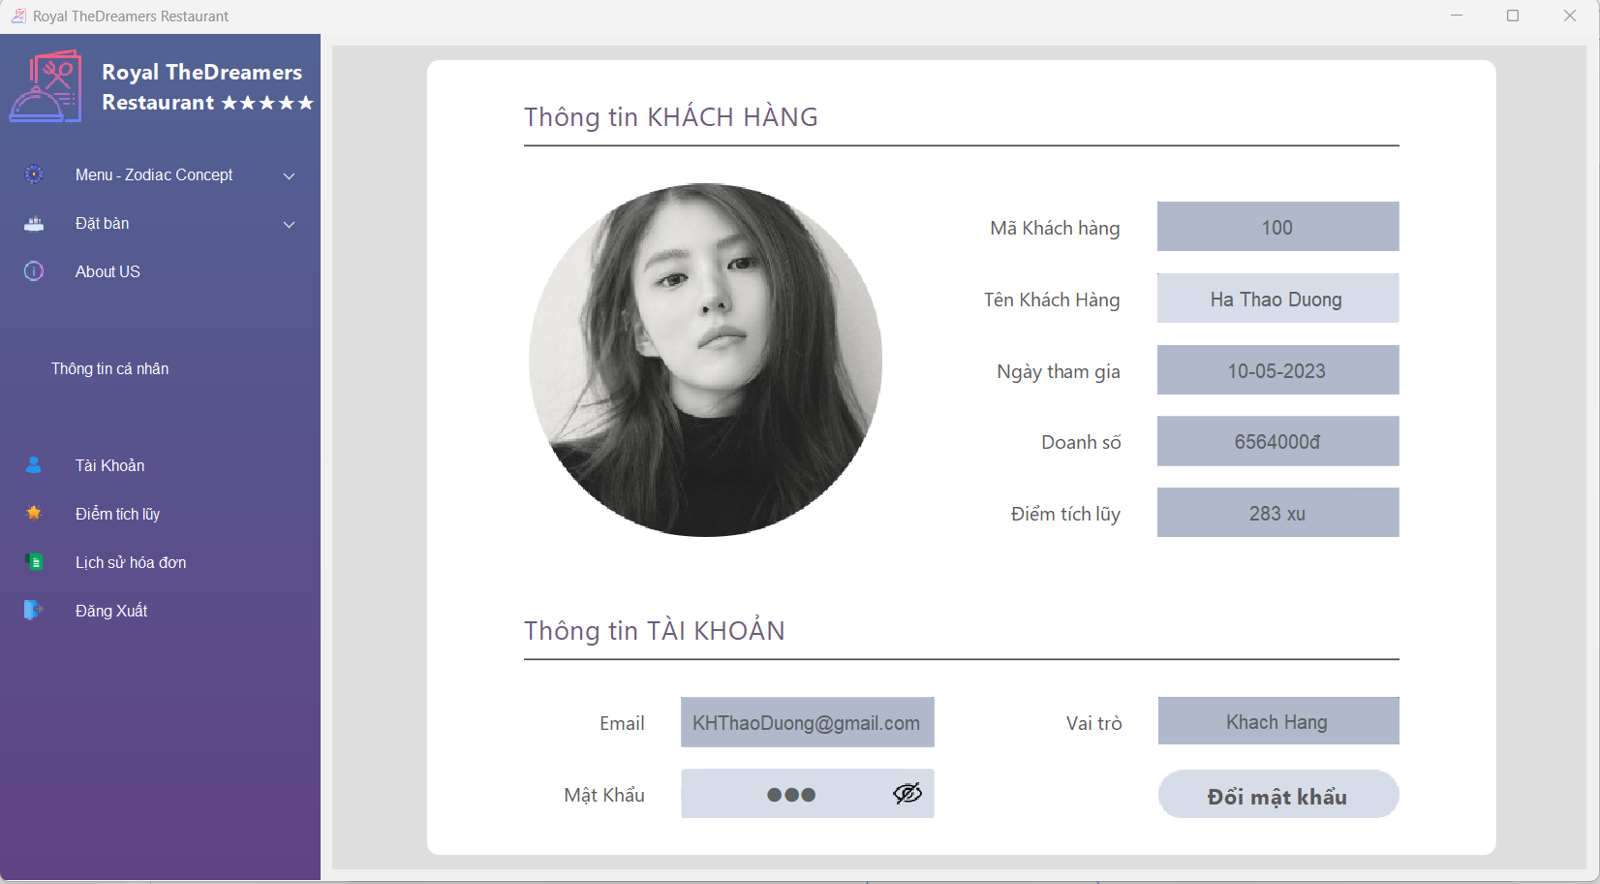 Royal TheDreamers Restaurant
Royal TheDreamers
Restaurant ★★★★★
Menu - Zodiac Concept
Đặt bàn
About US
Thông tin cá nhân
Tài Khoản
Điểm tích lũy
Lịch sử hóa đơn
Đăng Xuất
Thông tin KHÁCH HÀNG
Mã Khách hàng 100
Tên Khách Hàng Ha Thao Duong
Ngày tham gia 10-05-2023
Doanh số 6564000đ
Điểm tích lũy 283 xu
Thông tin TÀI KHOẢN
Email KHThaoDuong@gmail.com Vai trò Khach Hang
Mật Khẩu ●●● Đổi mật khẩu